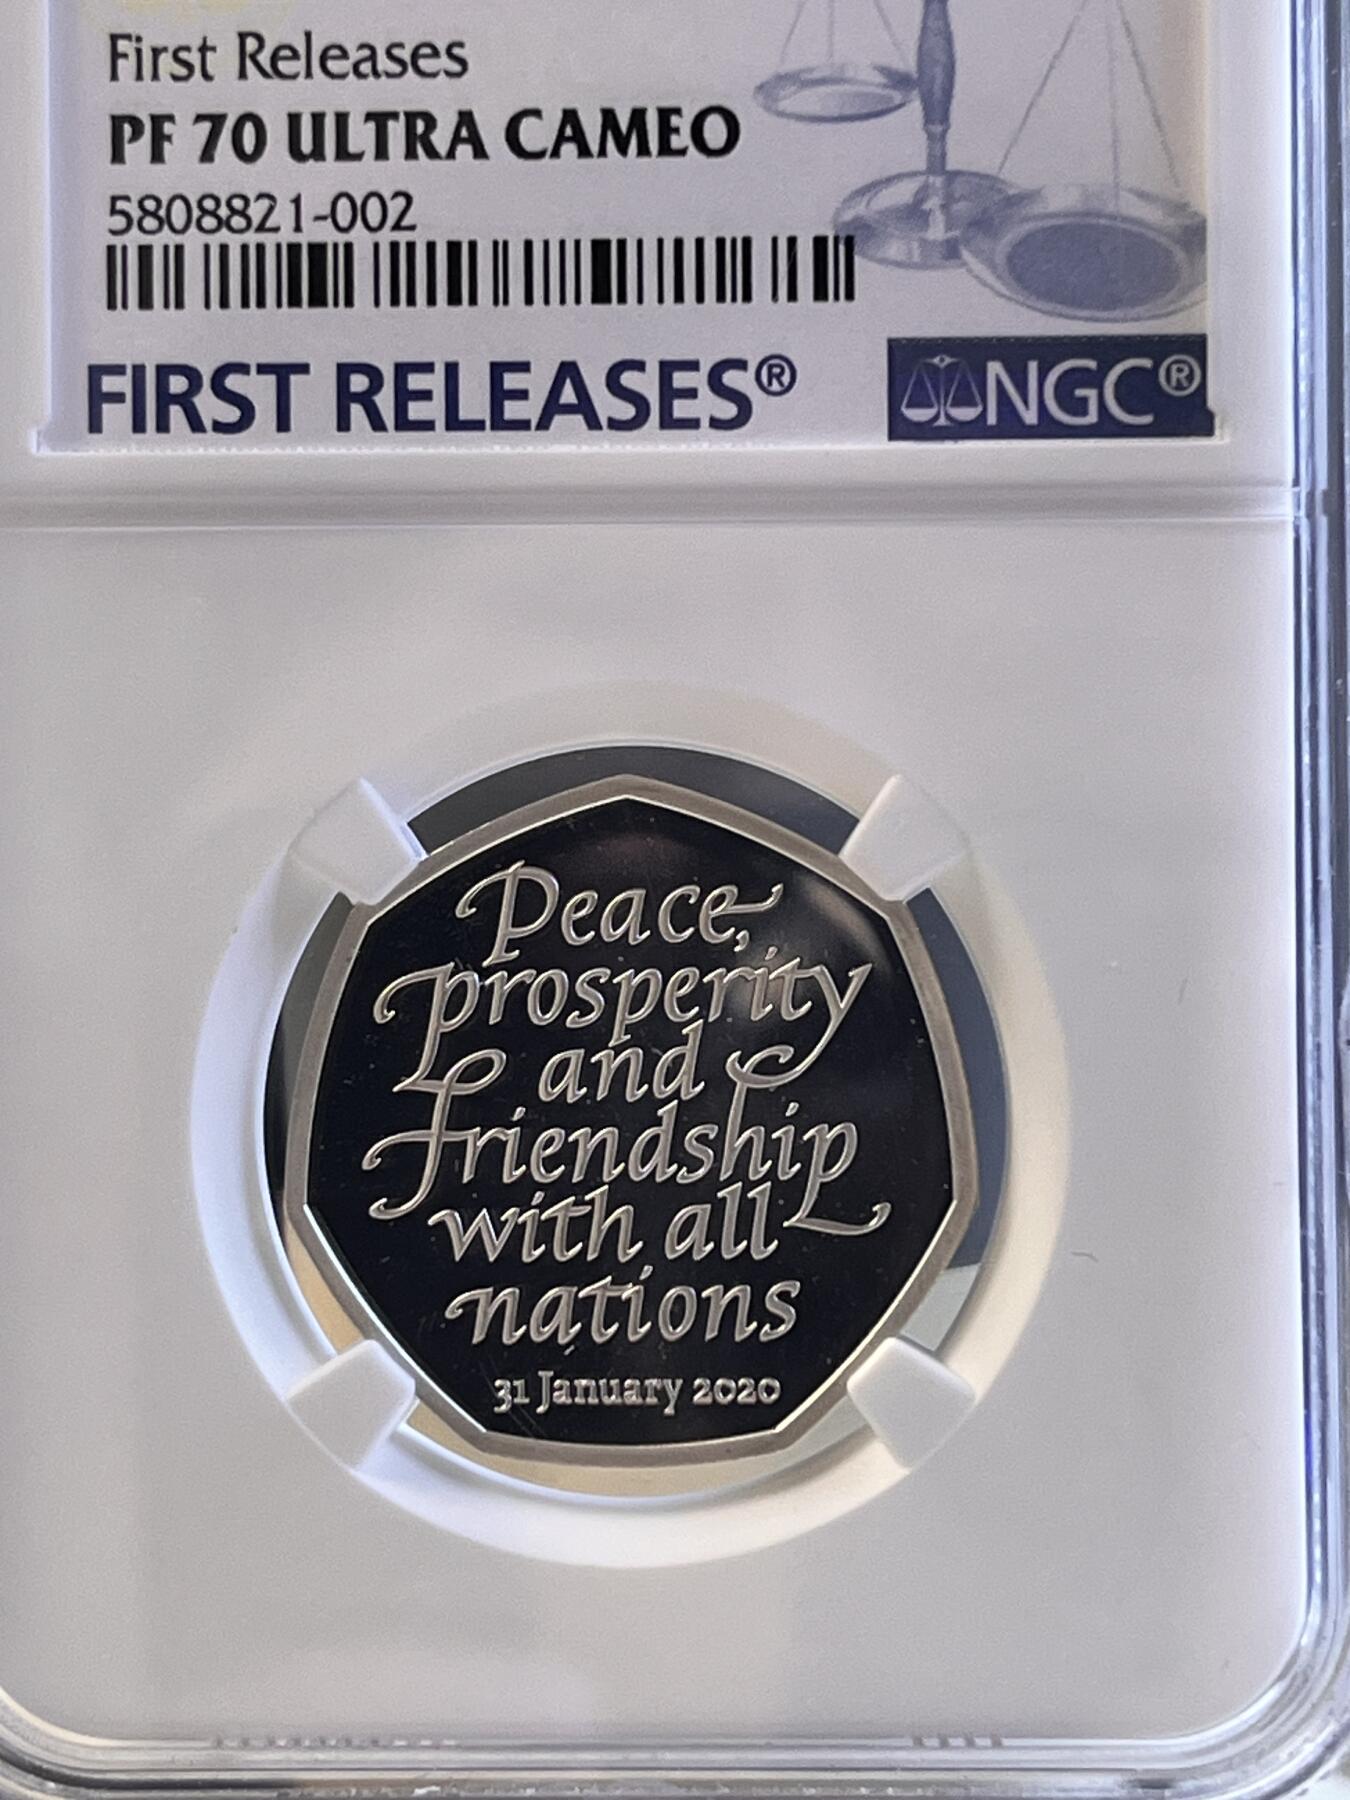 First Releases
PF 70 ULTRA CAMEO
5808821-002
FIRST RELEASES®
NGC®
Peace,
prosperity
and
friendship
with all
nations
31 January 2020